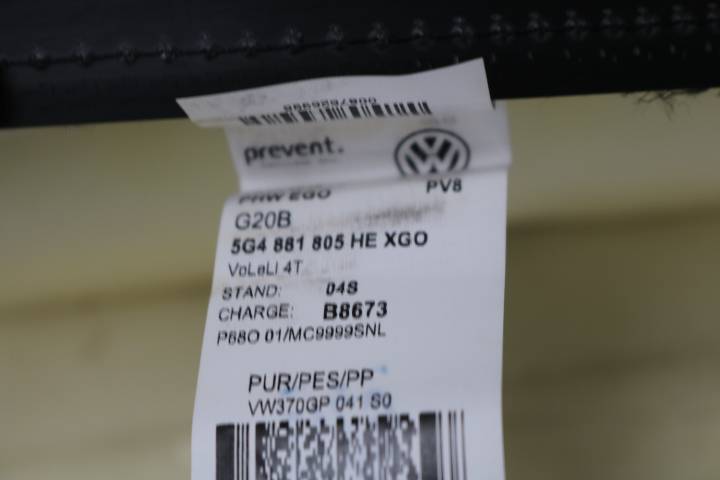 prevent.
PV8
G20B
5G4 881 805 HE XGO
VoLeLI 4T
STAND: 04S
CHARGE: B8673
P68O 01/MC9999SNL
PUR/PES/PP
VW370GP 041 S0